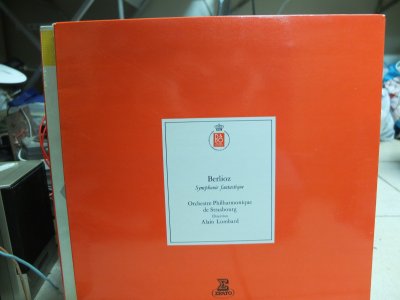 Berlioz
Symphonie fantastique
Orchestre Philharmonique
de Strasbourg
Direction
Alain Lombard
ERATO